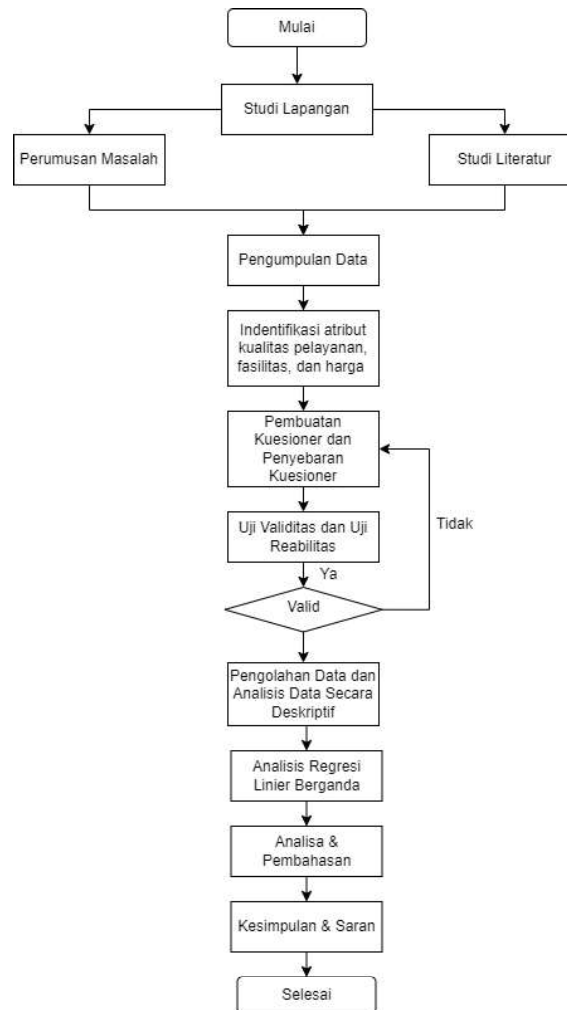 Mulai
Studi Lapangan
Perumusan Masalah
Studi Literatur
Pengumpulan Data
Indentifikasi atribut
kualitas pelayanan,
fasilitas, dan harga
Pembuatan
Kuesioner dan
Penyebaran
Kuesioner
Tidak
Uji Validitas dan Uji
Reabilitas
Ya
Valid
Pengolahan Data dan
Analisis Data Secara
Deskriptif
Analisis Regresi
Linier Berganda
Analisa &
Pembahasan
Kesimpulan & Saran
Selesai